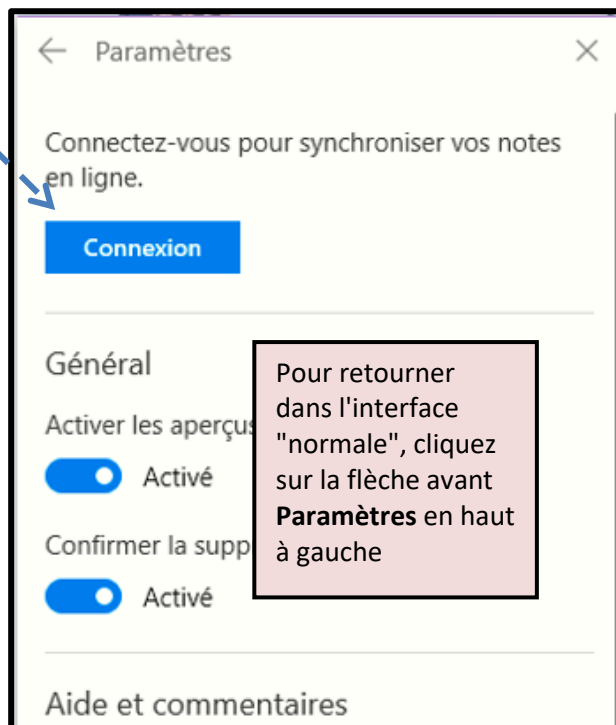 Paramètres
Connectez-vous pour synchroniser vos notes
en ligne.
Connexion
Général
Activer les aperçus
Activé
Confirmer la supp
Activé
Pour retourner
dans l'interface
"normale", cliquez
sur la flèche avant
Paramètres en haut
à gauche
Aide et commentaires